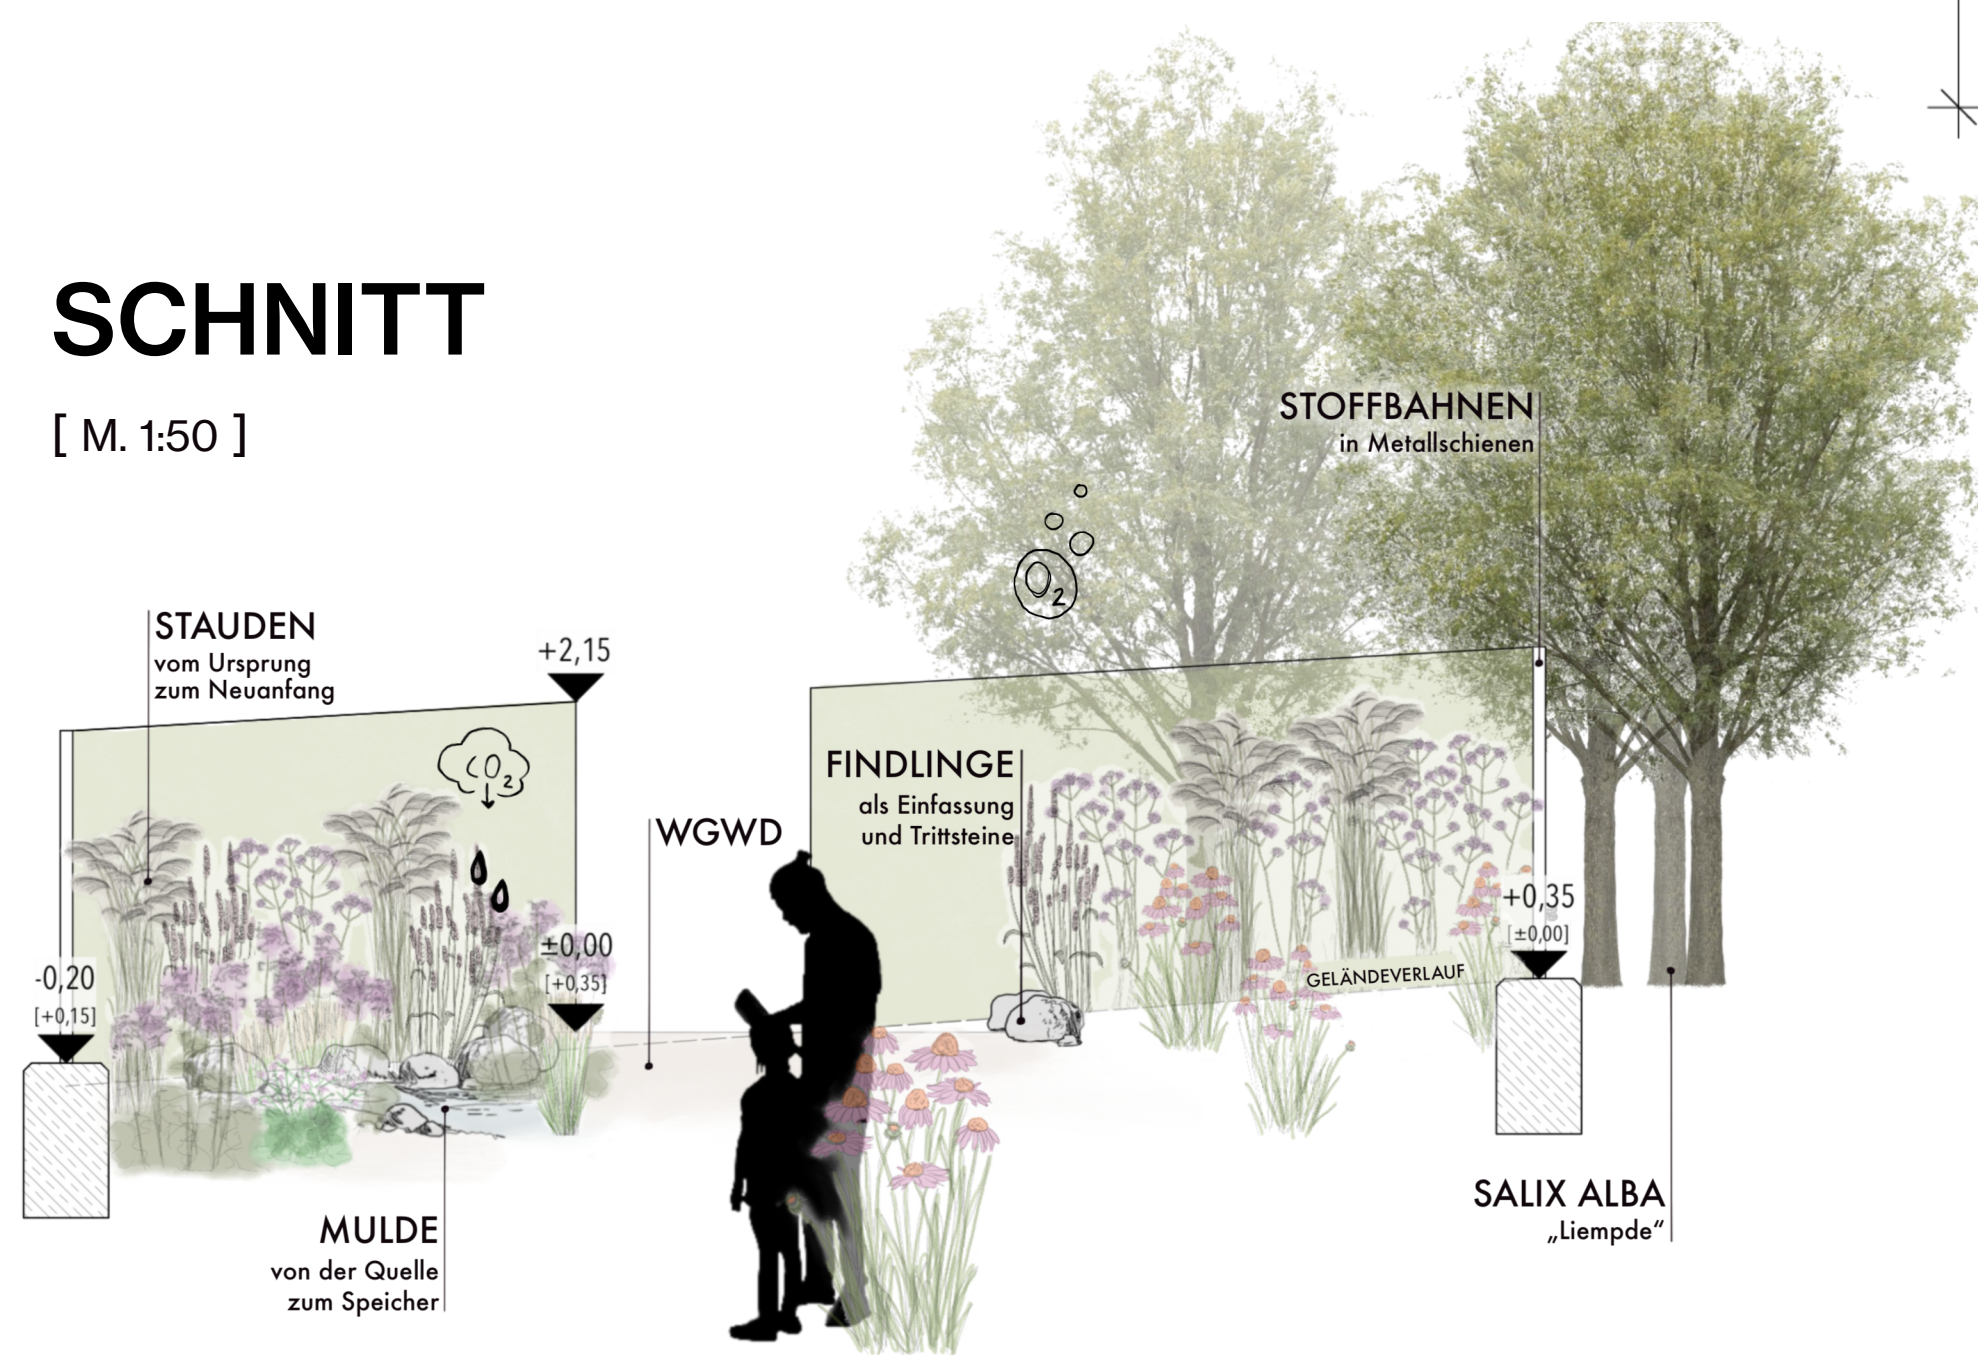 SCHNITT
[ M. 1:50 ]
STOFFBAHNEN
in Metallschienen
O2
STAUDEN
vom Ursprung
zum Neuanfang
+2,15
CO2
FINDLINGE
als Einfassung
und Trittsteine
WGWD
+0,35
[±0,00]
±0,00
[+0,35]
-0,20
[+0,15]
GELÄNDEVERLAUF
SALIX ALBA
„Liempde“
MULDE
von der Quelle
zum Speicher